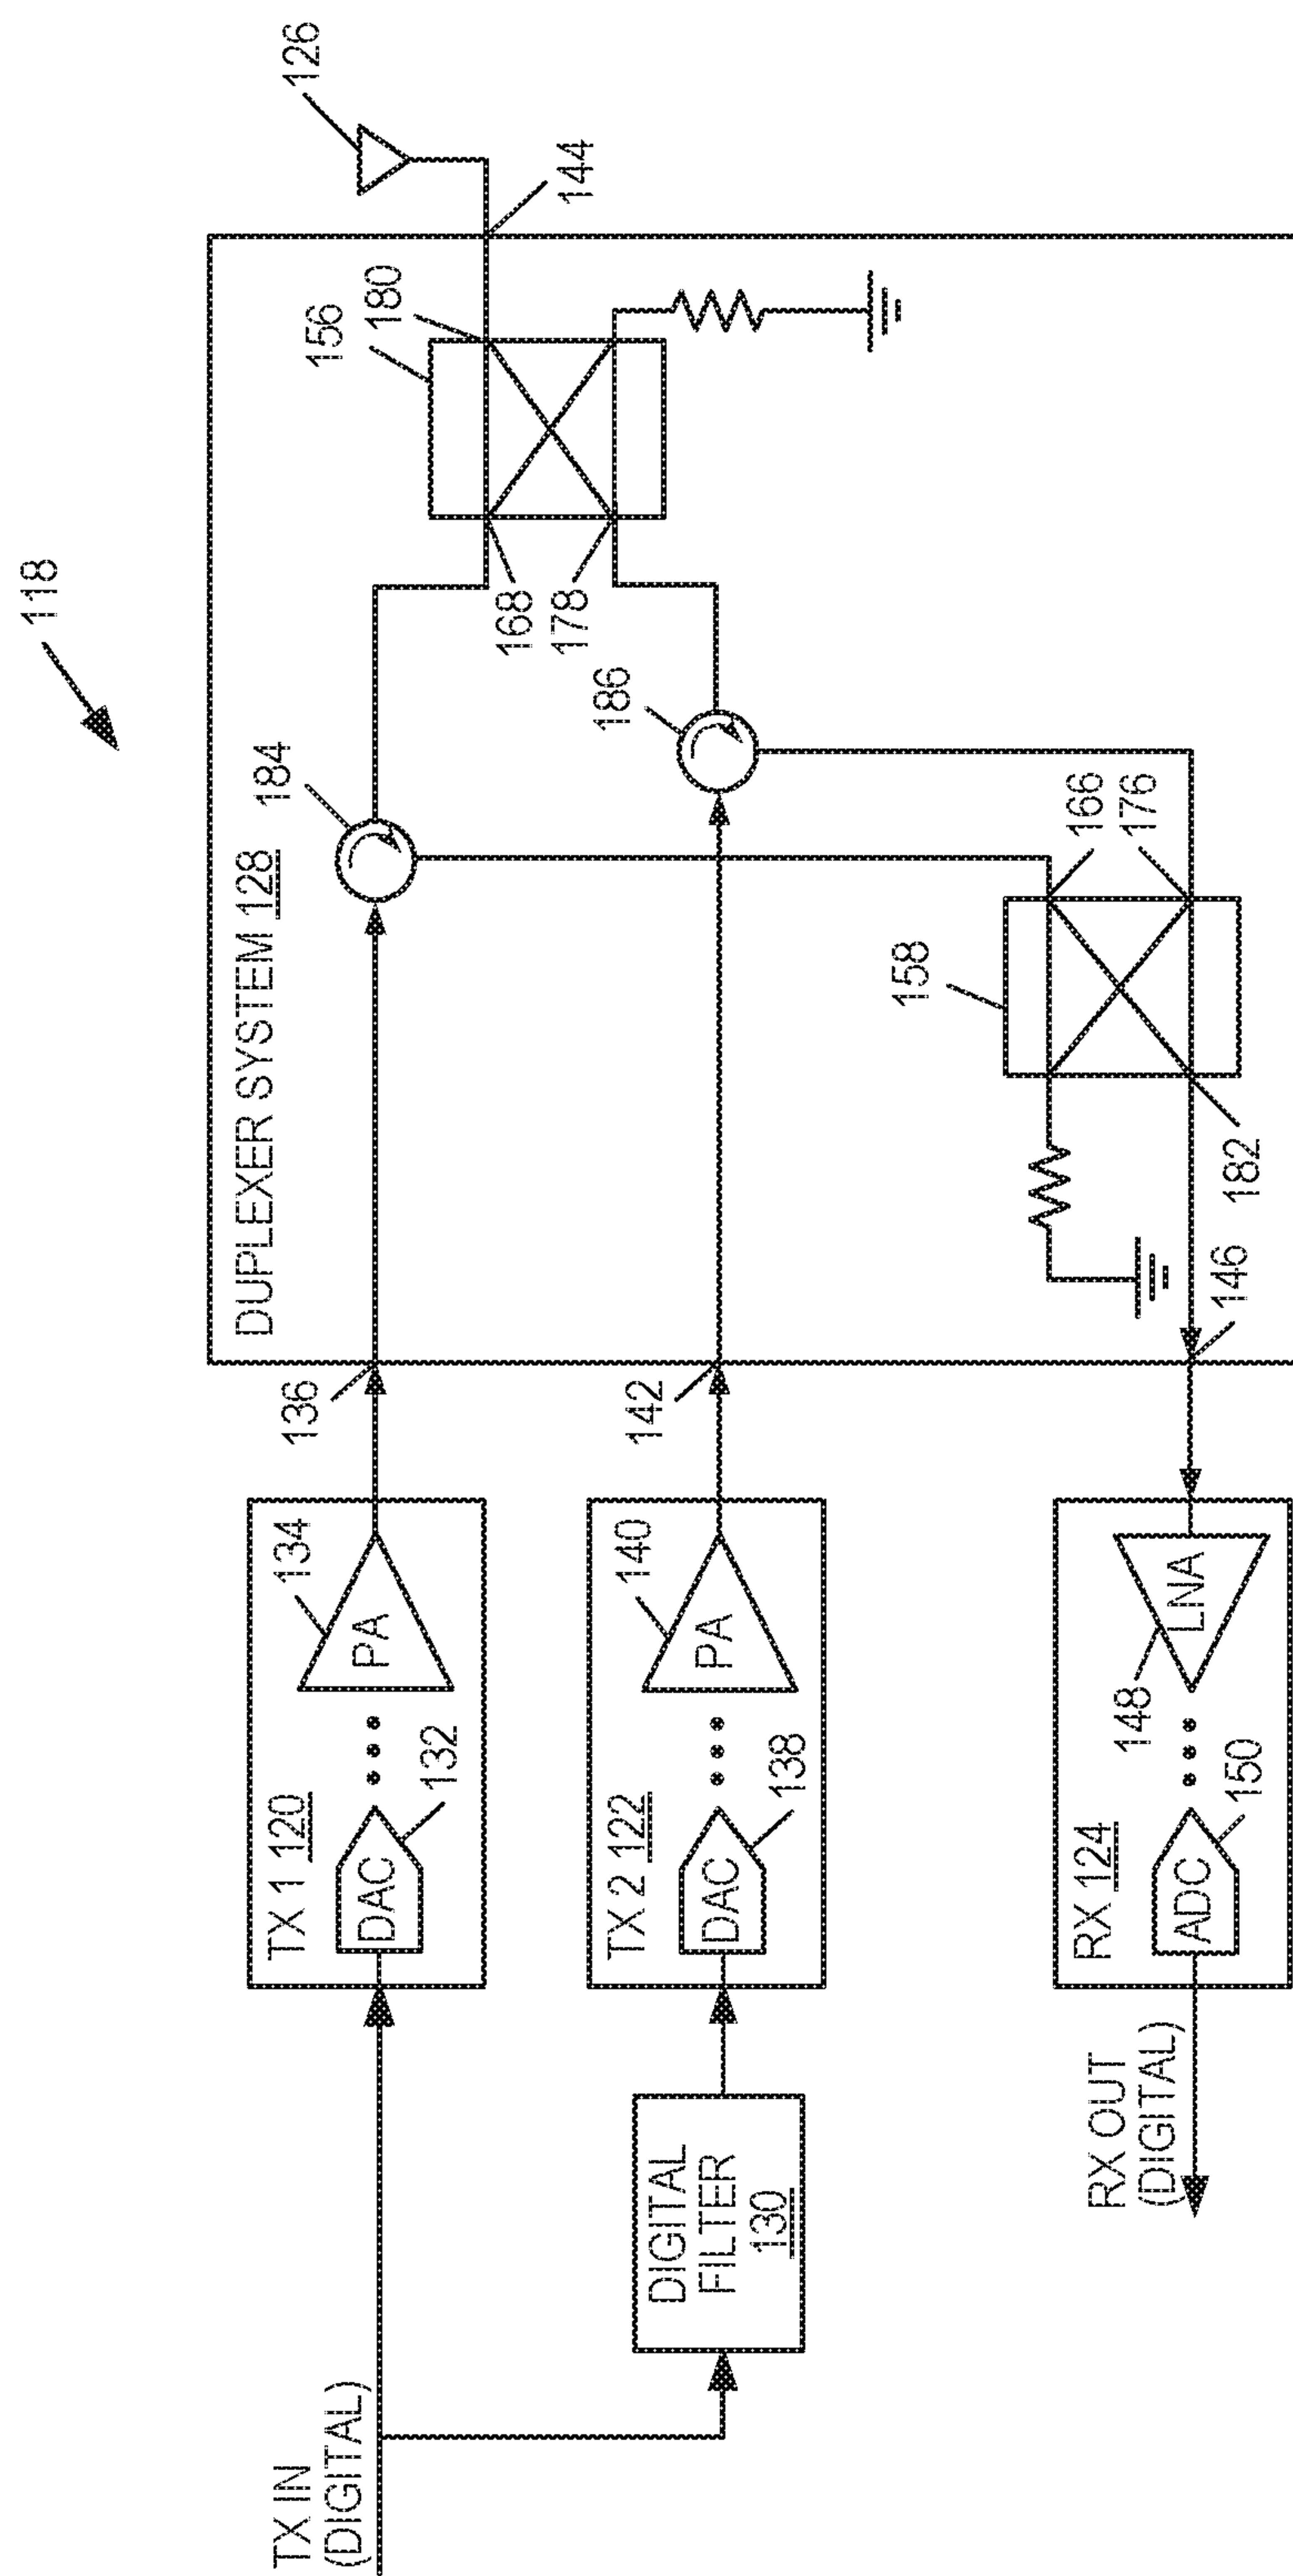 118
126
DUPLEXER SYSTEM 128
144
156
180
184
168
178
186
136
142
158
166
176
182
146
TX IN
(DIGITAL)
TX 1 120
DAC
132
134
PA
DIGITAL
FILTER
130
TX 2 122
DAC
138
140
PA
RX OUT
(DIGITAL)
RX 124
ADC
150
148
LNA